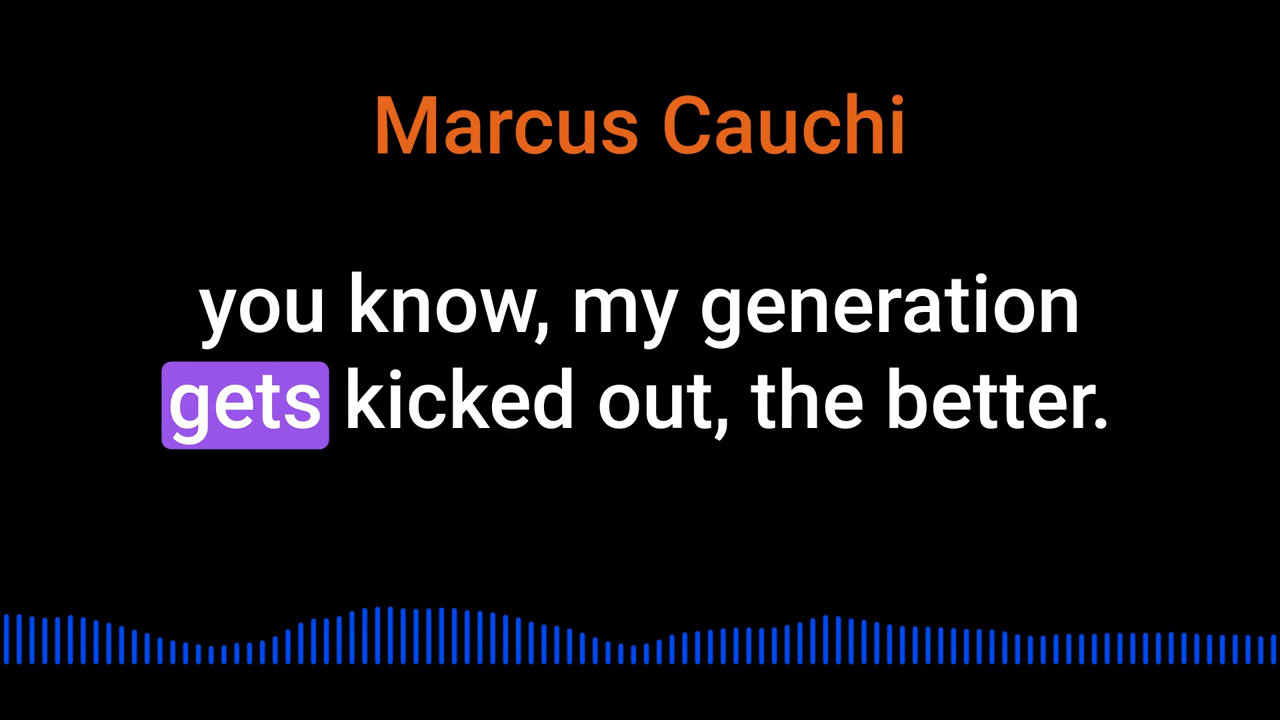 Marcus Cauchi
you know, my generation
gets kicked out, the better.